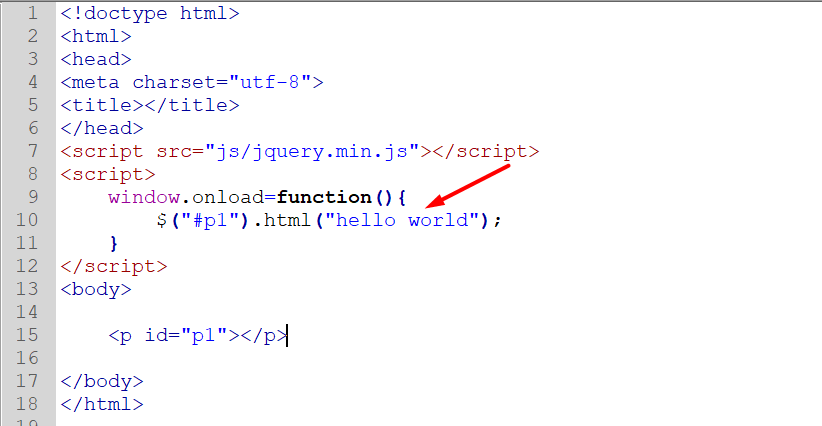 1 <!doctype html>
2 <html>
3 <head>
4 <meta charset="utf-8">
5 <title></title>
6 </head>
7 <script src="js/jquery.min.js"></script>
8 <script>
9     window.onload=function(){
10         $("#p1").html("hello world");
11     }
12 </script>
13 <body>
14
15     <p id="p1"></p>
16
17 </body>
18 </html>
19